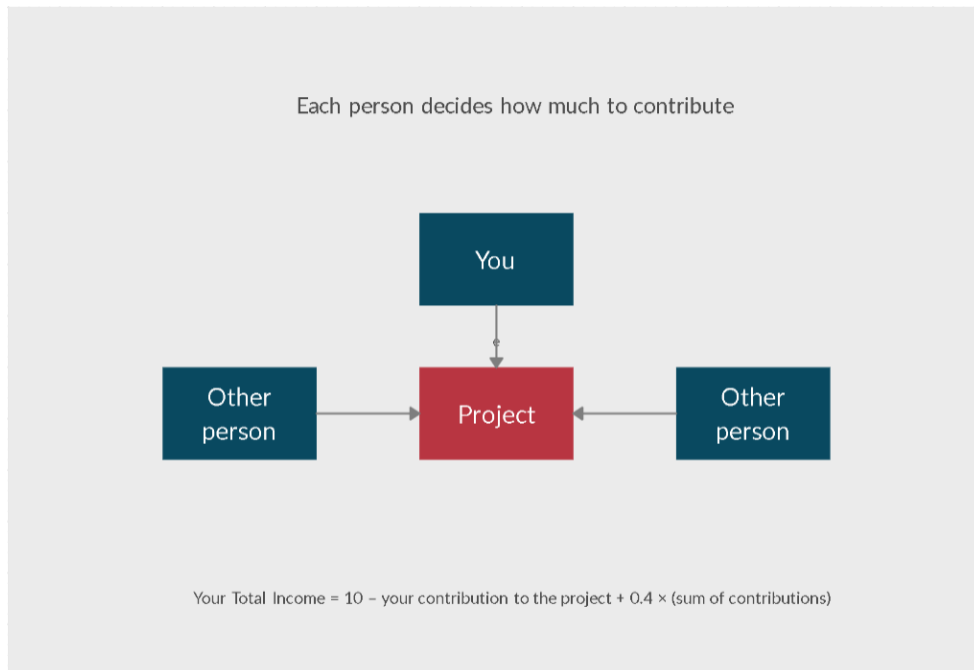 Each person decides how much to contribute
You
e
Other
person
Project
Other
person
Your Total Income = 10 – your contribution to the project + 0.4 × (sum of contributions)